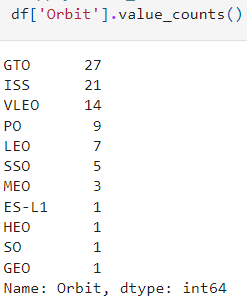 df['Orbit'].value_counts()
GTO 27
ISS 21
VLEO 14
PO 9
LEO 7
SSO 5
MEO 3
ES-L1 1
HEO 1
SO 1
GEO 1
Name: Orbit, dtype: int64